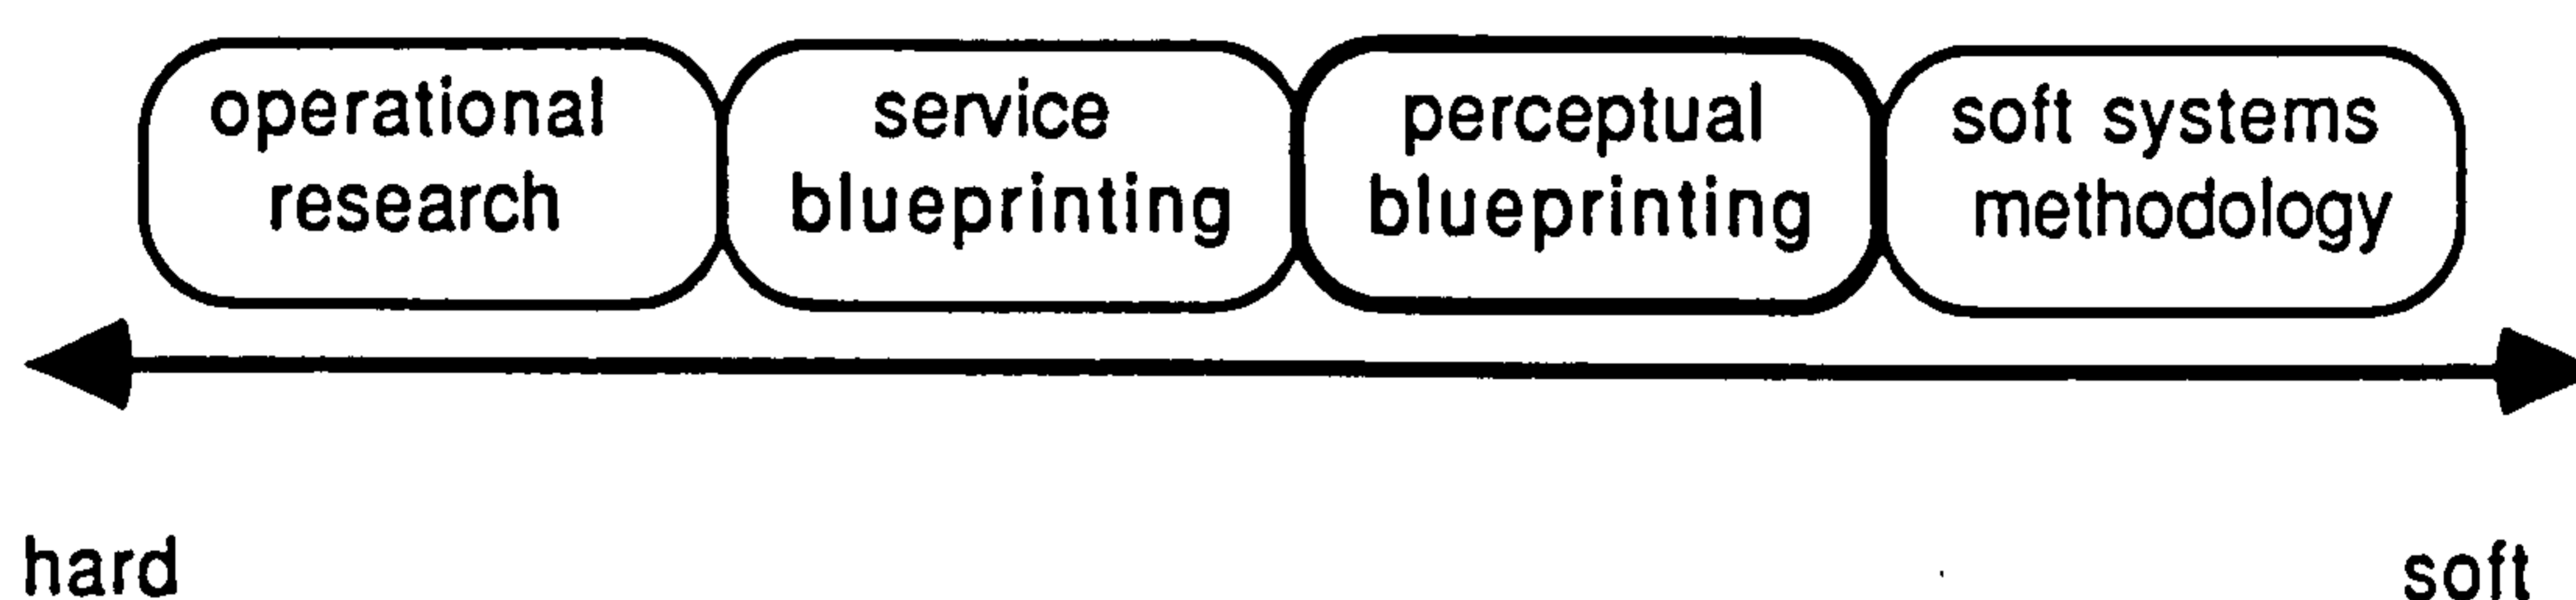 operational
research
service
blueprinting
perceptual
blueprinting
soft systems
methodology
hard
soft